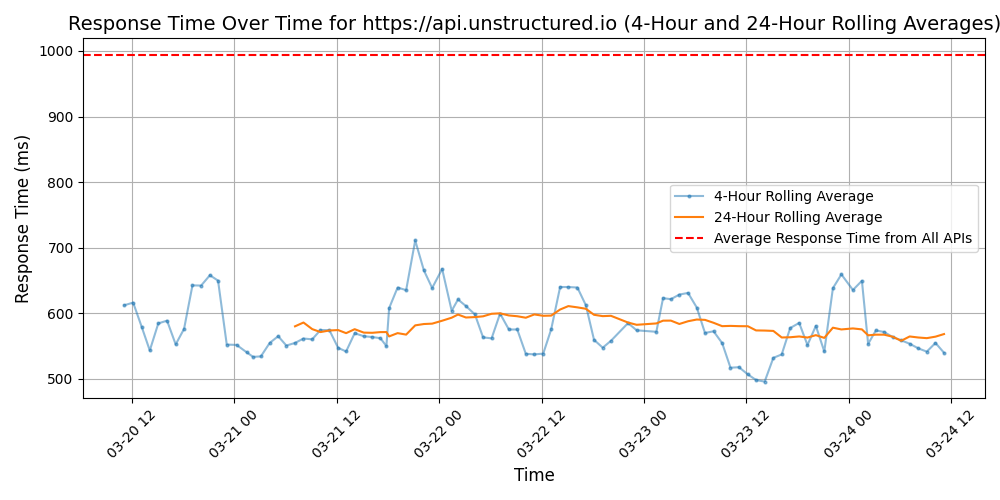 Response Time Over Time for https://api.unstructured.io (4-Hour and 24-Hour Rolling Averages)
Response Time (ms)
1000
900
800
700
600
500
4-Hour Rolling Average
24-Hour Rolling Average
Average Response Time from All APIs
03-20 12
03-21 00
03-21 12
03-22 00
03-22 12
03-23 00
03-23 12
03-24 00
03-24 12
Time